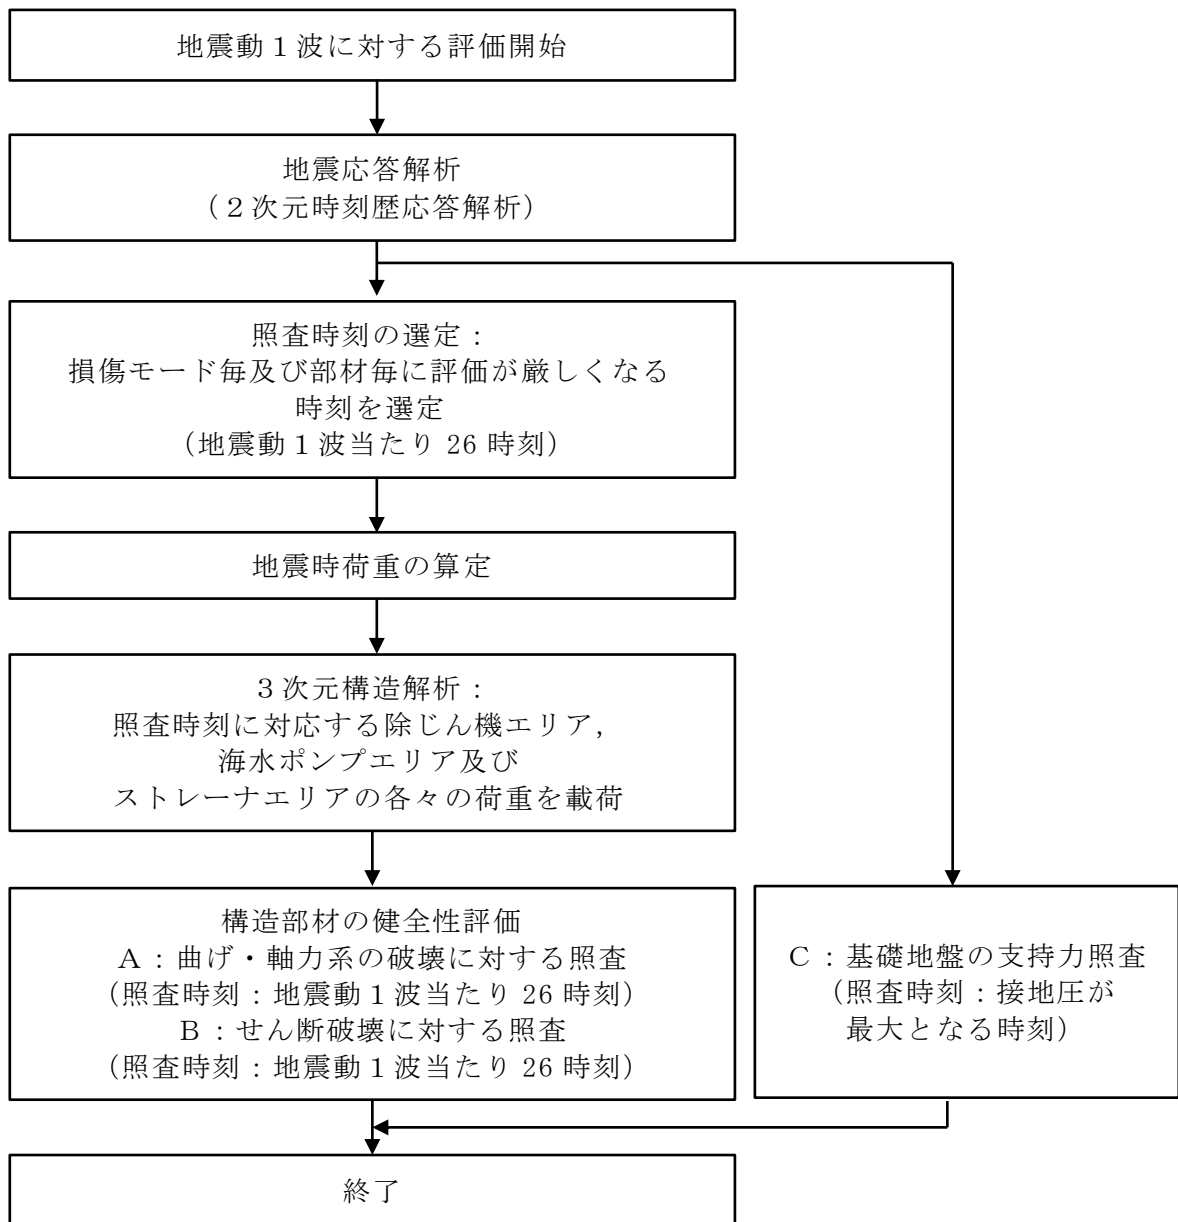 地震動１波に対する評価開始
地震応答解析
（２次元時刻歴応答解析）
照査時刻の選定：
損傷モード毎及び部材毎に評価が厳しくなる
時刻を選定
（地震動１波当たり 26 時刻）
地震時荷重の算定
３次元構造解析：
照査時刻に対応する除じん機エリア，
海水ポンプエリア及び
ストレーナエリアの各々の荷重を載荷
構造部材の健全性評価
Ａ：曲げ・軸力系の破壊に対する照査
（照査時刻：地震動１波当たり 26 時刻）
Ｂ：せん断破壊に対する照査
（照査時刻：地震動１波当たり 26 時刻）
Ｃ：基礎地盤の支持力照査
（照査時刻：接地圧が
最大となる時刻）
終了